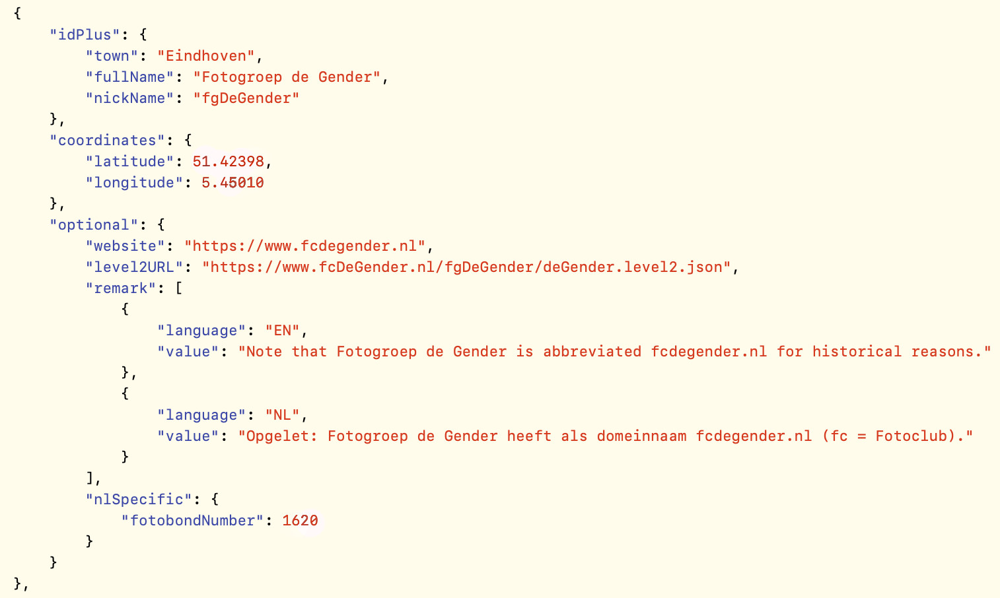 {
    "idPlus": {
        "town": "Eindhoven",
        "fullName": "Fotogroep de Gender",
        "nickName": "fgDeGender"
    },
    "coordinates": {
        "latitude": 51.42398,
        "longitude": 5.45010
    },
    "optional": {
        "website": "https://www.fcdegender.nl",
        "level2URL": "https://www.fcDeGender.nl/fgDeGender/deGender.level2.json",
        "remark": [
            {
                "language": "EN",
                "value": "Note that Fotogroep de Gender is abbreviated fcdegender.nl for historical reasons."
            },
            {
                "language": "NL",
                "value": "Opgelet: Fotogroep de Gender heeft als domeinnaam fcdegender.nl (fc = Fotoclub)."
            }
        ],
        "nlSpecific": {
            "fotobondNumber": 1620
        }
    }
},